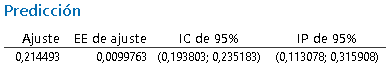 Predicción
Ajuste EE de ajuste IC de 95% IP de 95%
0,214493 0,0099763 (0,193803; 0,235183) (0,113078; 0,315908)